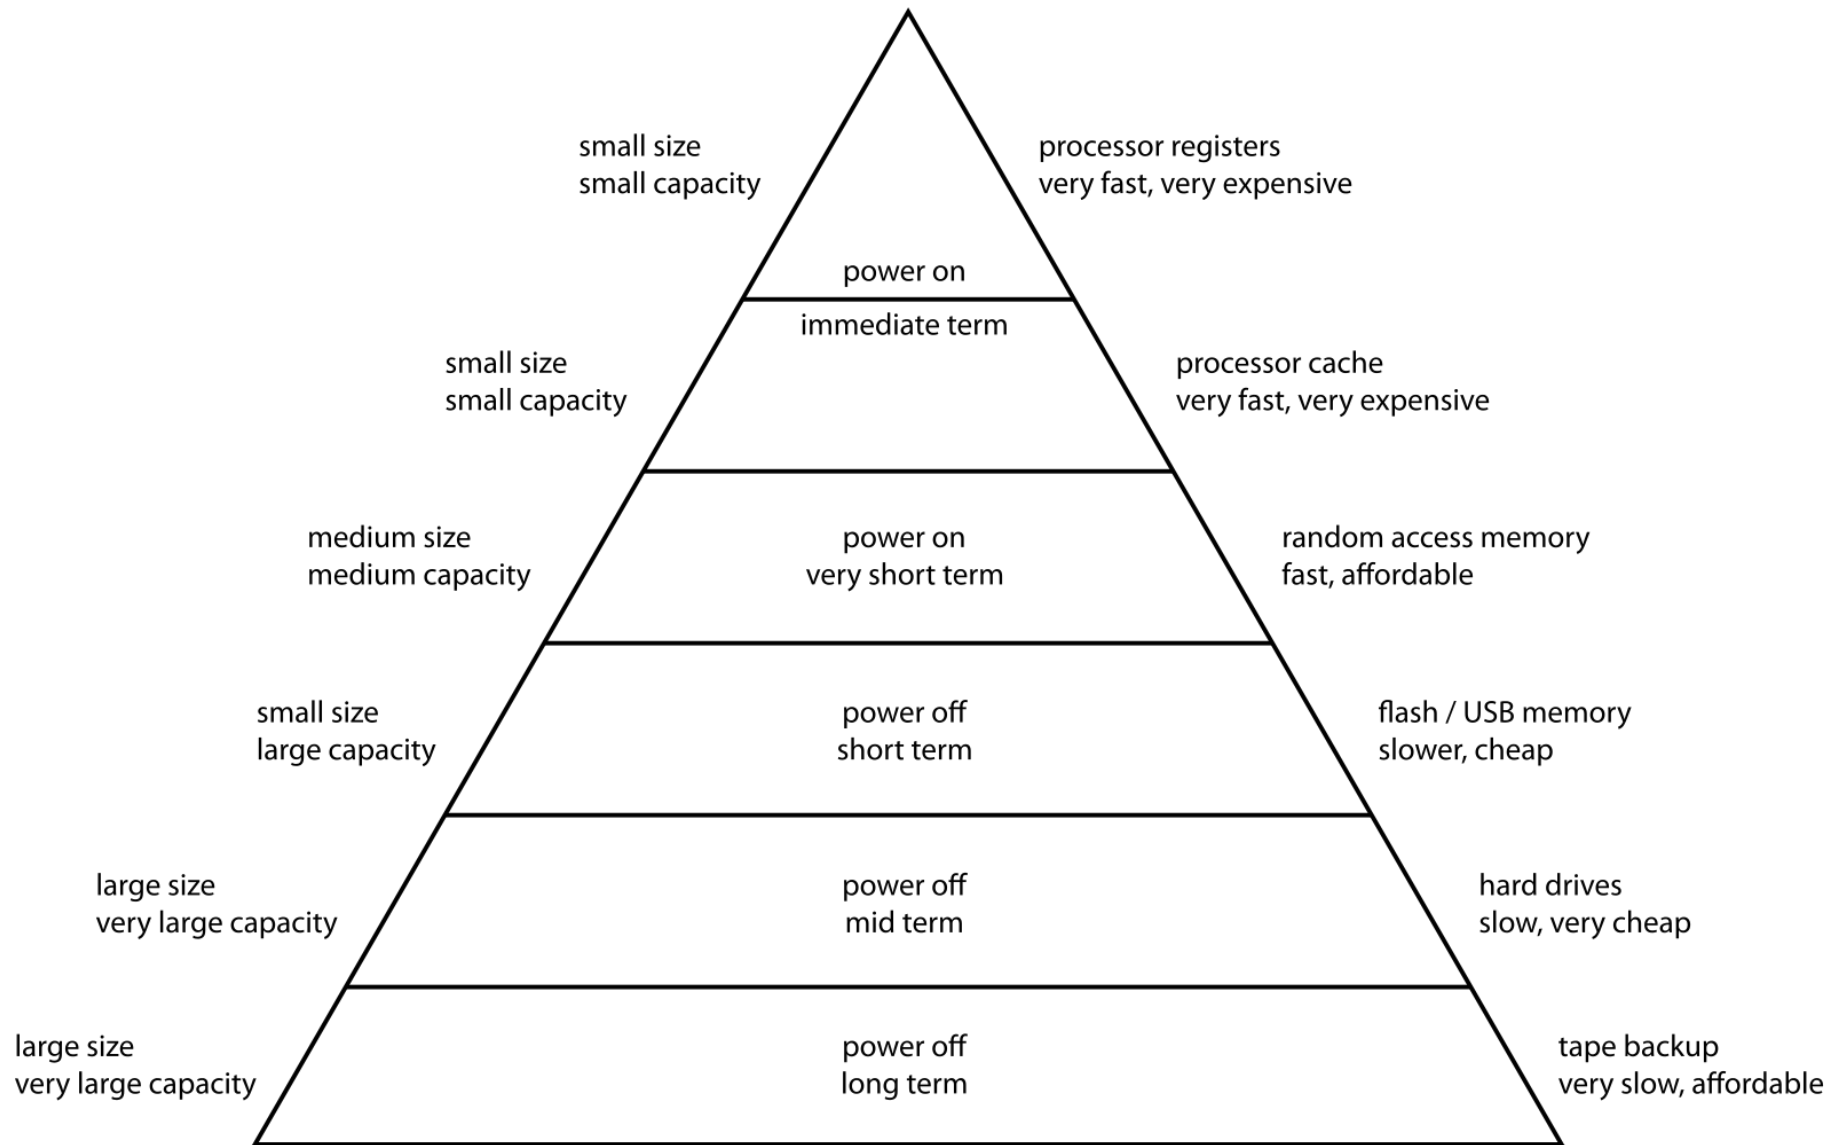 small size
small capacity
processor registers
very fast, very expensive
power on
immediate term
small size
small capacity
processor cache
very fast, very expensive
medium size
medium capacity
power on
very short term
random access memory
fast, affordable
small size
large capacity
power off
short term
flash / USB memory
slower, cheap
large size
very large capacity
power off
mid term
hard drives
slow, very cheap
large size
very large capacity
power off
long term
tape backup
very slow, affordable